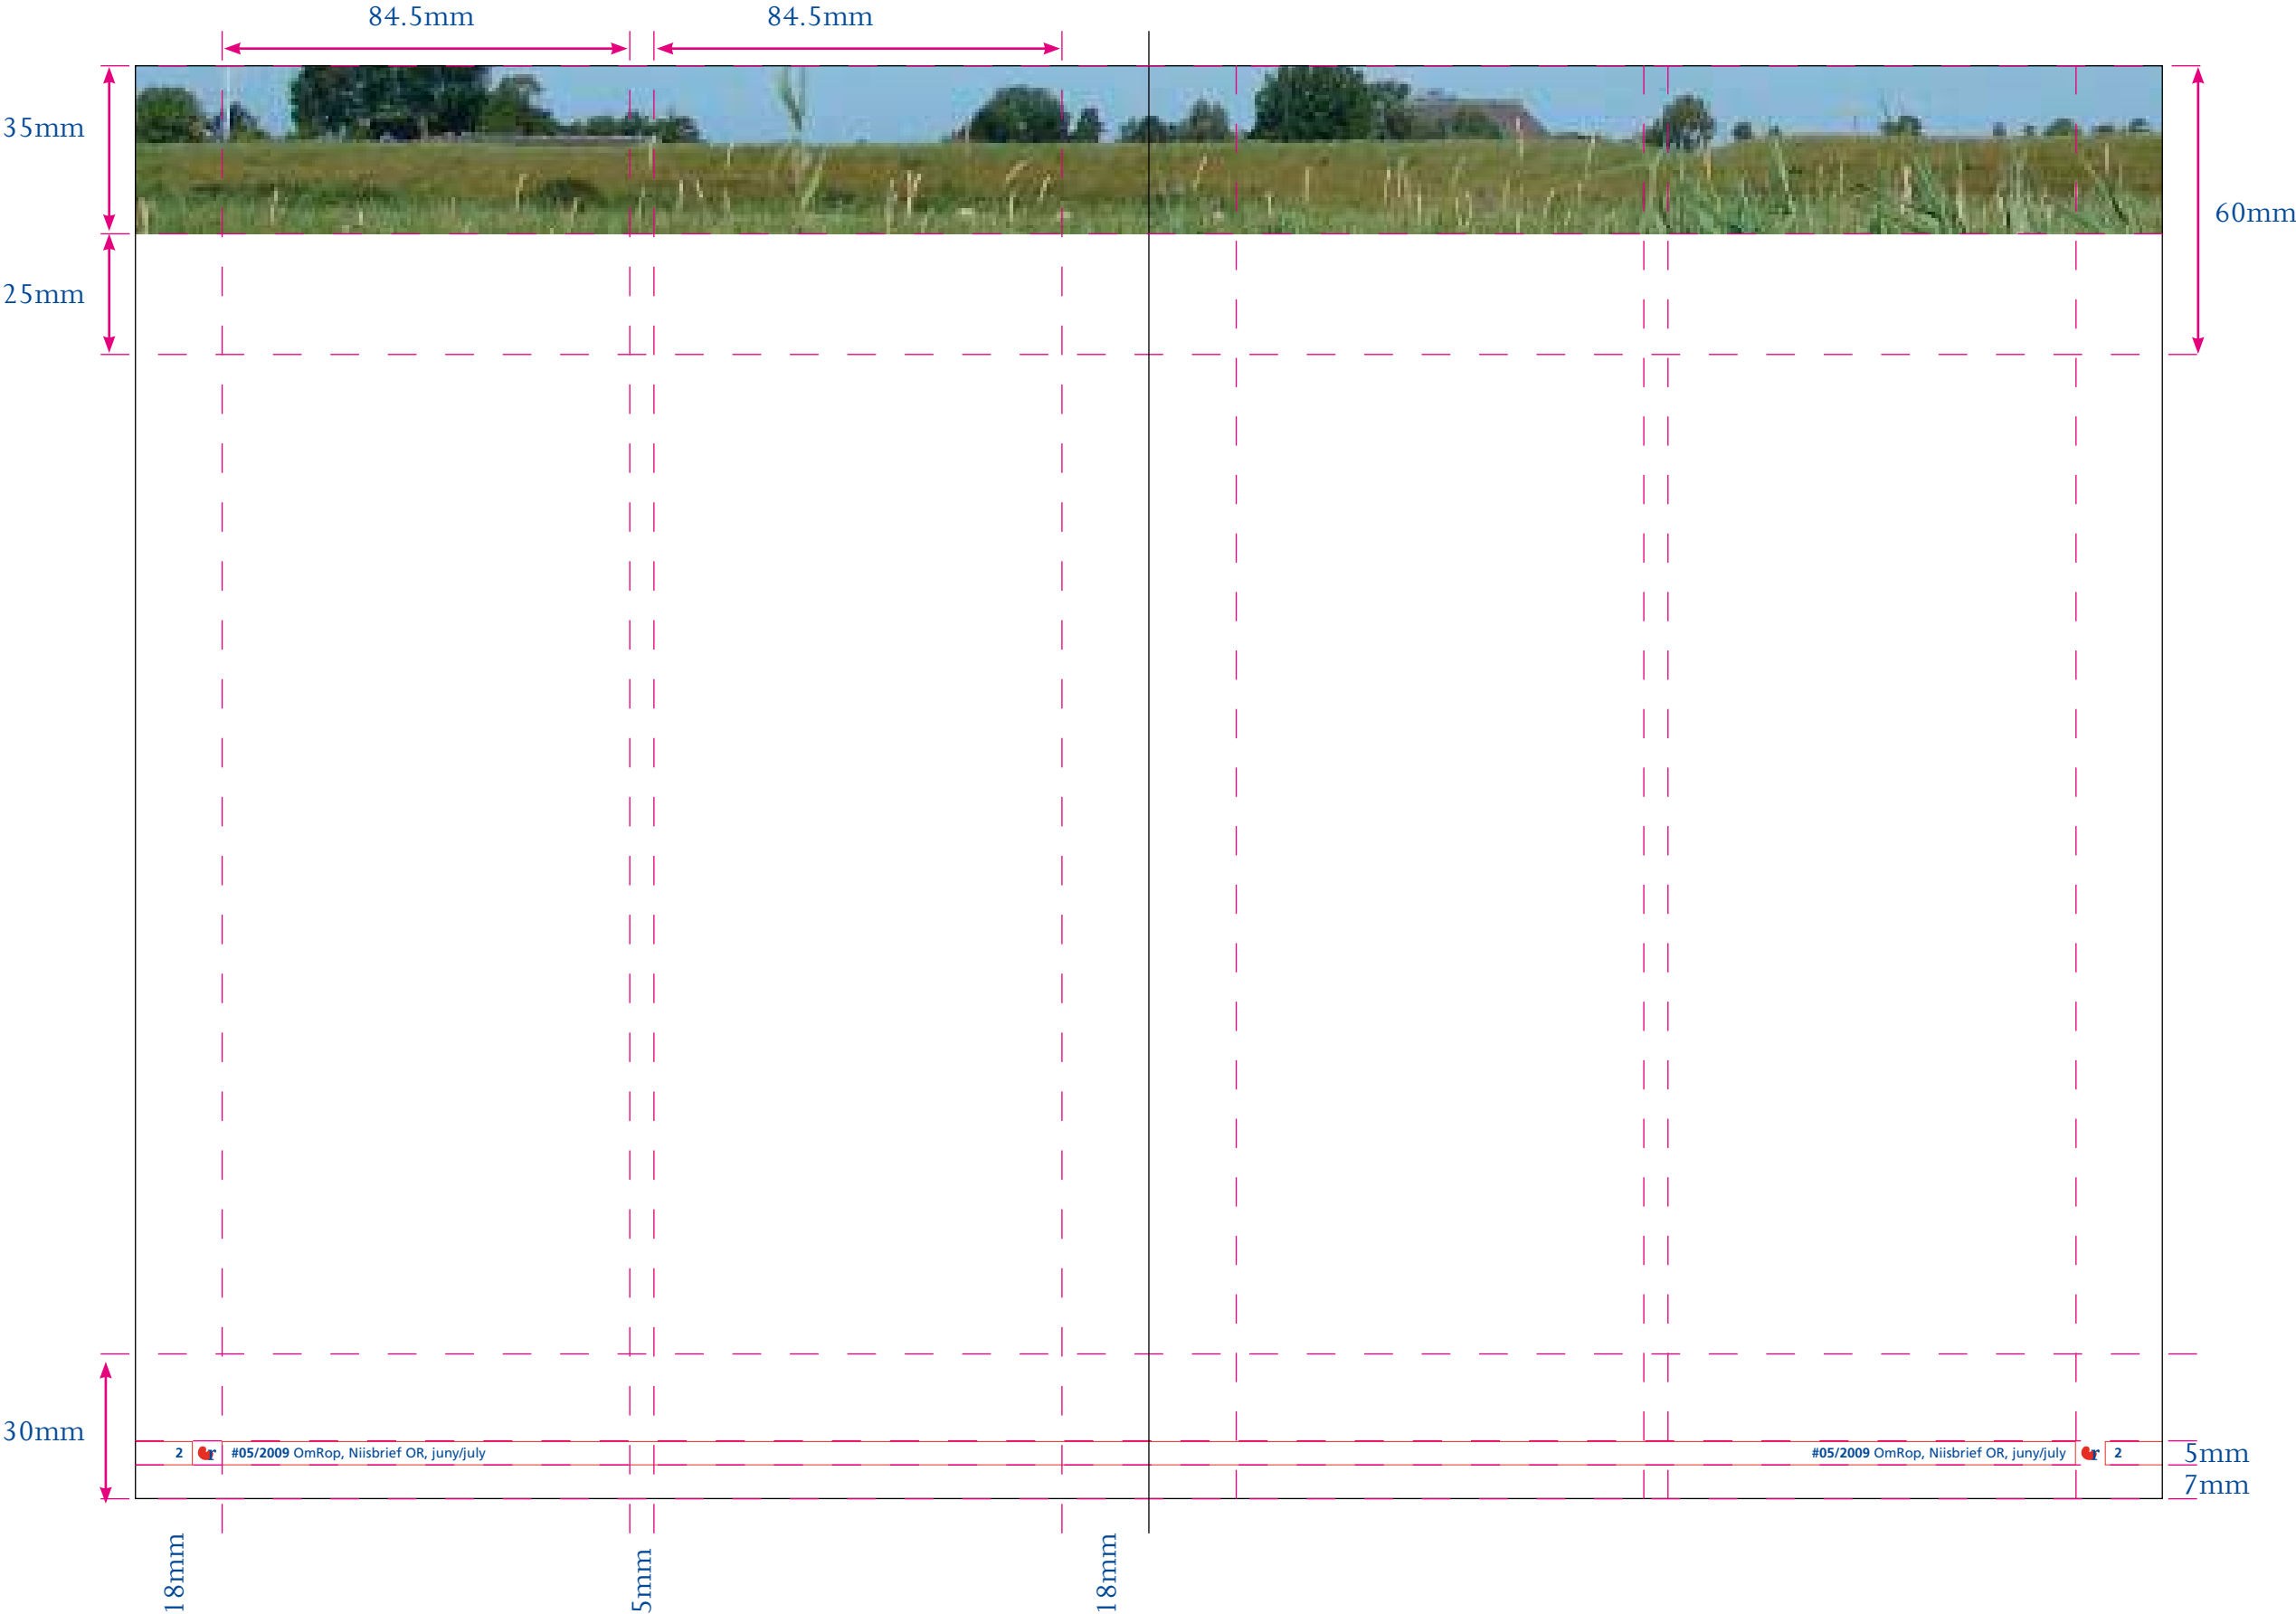 84.5mm 84.5mm
35mm
60mm
25mm
30mm
2 r #05/2009 OmRop, Niisbrief OR, juny/july
#05/2009 OmRop, Niisbrief OR, juny/july r 2
5mm
7mm
18mm
5mm
18mm